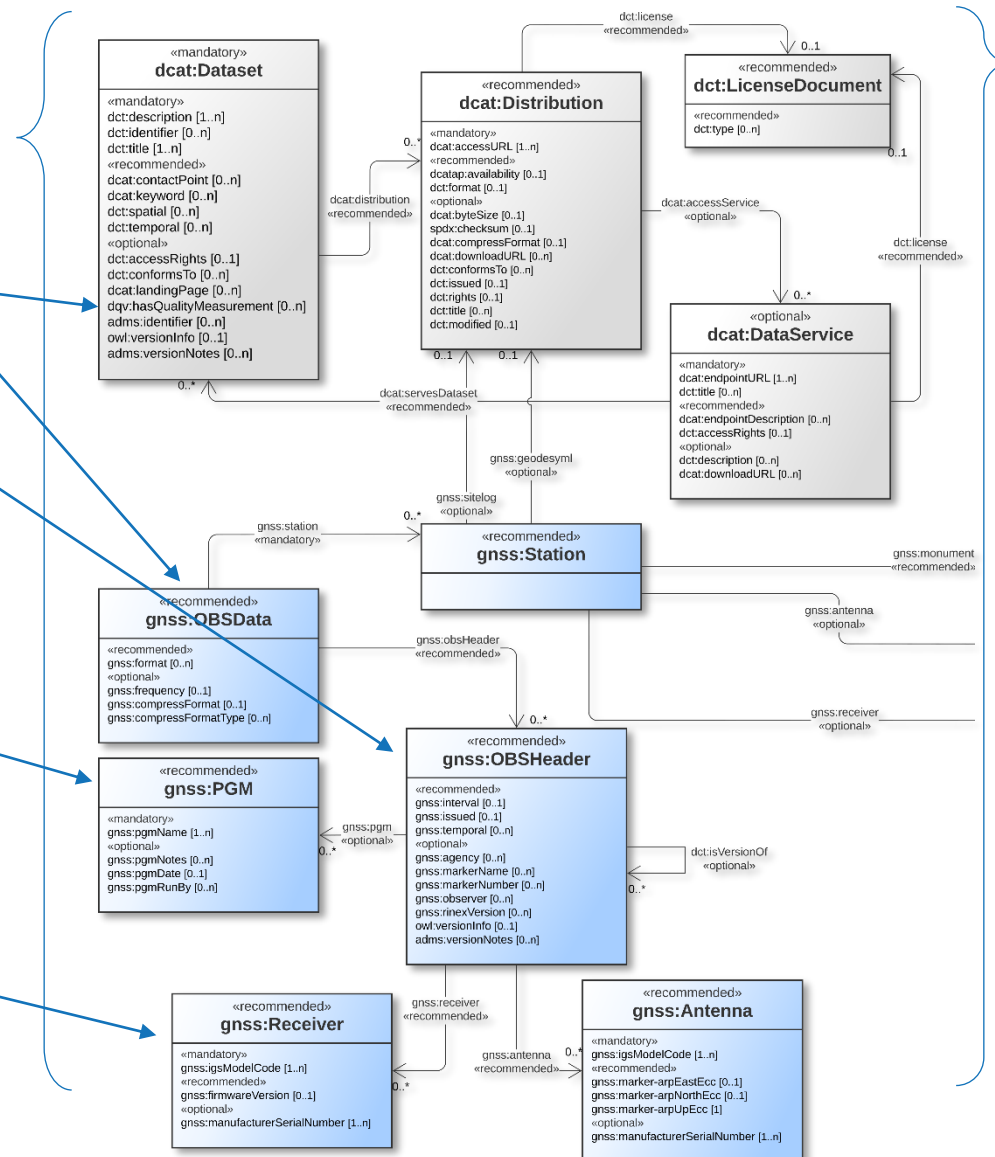 «mandatory»
dcat:Dataset
«mandatory»
dct:description [1..n]
dct:identifier [0..n]
dct:title [1..n]
«recommended»
dcat:contactPoint [0..n]
dcat:keyword [0..n]
dct:spatial [0..n]
dct:temporal [0..n]
«optional»
dct:accessRights [0..1]
dct:conformsTo [0..n]
dcat:landingPage [0..n]
dqv:hasQualityMeasurement [0..n]
adms:identifier [0..n]
owl:versionInfo [0..1]
adms:versionNotes [0..n]
0..*
dcat:distribution
«recommended»
0..*
«recommended»
dcat:Distribution
«mandatory»
dcat:accessURL [1..n]
«recommended»
dcatap:availability [0..1]
dct:format [0..1]
«optional»
dcat:byteSize [0..1]
spdx:checksum [0..1]
dcat:compressFormat [0..1]
dcat:downloadURL [0..n]
dct:conformsTo [0..n]
dct:issued [0..1]
dct:rights [0..1]
dct:title [0..n]
dct:modified [0..1]
0..1
0..1
dct:license
«recommended»
0..1
«recommended»
dct:LicenseDocument
«recommended»
dct:type [0..n]
0..1
dcat:accessService
«optional»
0..*
dct:license
«recommended»
«optional»
dcat:DataService
«mandatory»
dcat:endpointURL [1..n]
dct:title [0..n]
«recommended»
dcat:endpointDescription [0..n]
dct:accessRights [0..1]
«optional»
dct:description [0..n]
dct:downloadURL [0..n]
dcat:servesDataset
«recommended»
gnss:geodesyml
«optional»
gnss:sitelog
«optional»
gnss:station
«mandatory»
0..*
«recommended»
gnss:Station
gnss:monument
«recommended»
gnss:antenna
«optional»
gnss:receiver
«optional»
«recommended»
gnss:OBSData
«recommended»
gnss:format [0..n]
«optional»
gnss:frequency [0..1]
gnss:compressFormat [0..1]
gnss:compressFormatType [0..n]
gnss:obsHeader
«recommended»
0..*
«recommended»
gnss:OBSHeader
«recommended»
gnss:interval [0..1]
gnss:issued [0..1]
gnss:temporal [0..n]
«optional»
gnss:agency [0..n]
gnss:markerName [0..n]
gnss:markerNumber [0..n]
gnss:observer [0..n]
gnss:rinexVersion [0..n]
owl:versionInfo [0..1]
adms:versionNotes [0..n]
«recommended»
gnss:PGM
«mandatory»
gnss:pgmName [1..n]
«optional»
gnss:pgmNotes [0..n]
gnss:pgmDate [0..1]
gnss:pgmRunBy [0..n]
gnss:pgm
«optional»
0..*
dct:isVersionOf
«optional»
0..*
gnss:receiver
«recommended»
0..*
gnss:antenna
«recommended»
0..*
«recommended»
gnss:Receiver
«mandatory»
gnss:igsModelCode [1..n]
«recommended»
gnss:firmwareVersion [0..1]
«optional»
gnss:manufacturerSerialNumber [1..n]
«recommended»
gnss:Antenna
«mandatory»
gnss:igsModelCode [1..n]
«recommended»
gnss:marker-arpEastEcc [0..1]
gnss:marker-arpNorthEcc [0..1]
gnss:marker-arpUpEcc [1]
«optional»
gnss:manufacturerSerialNumber [1..n]